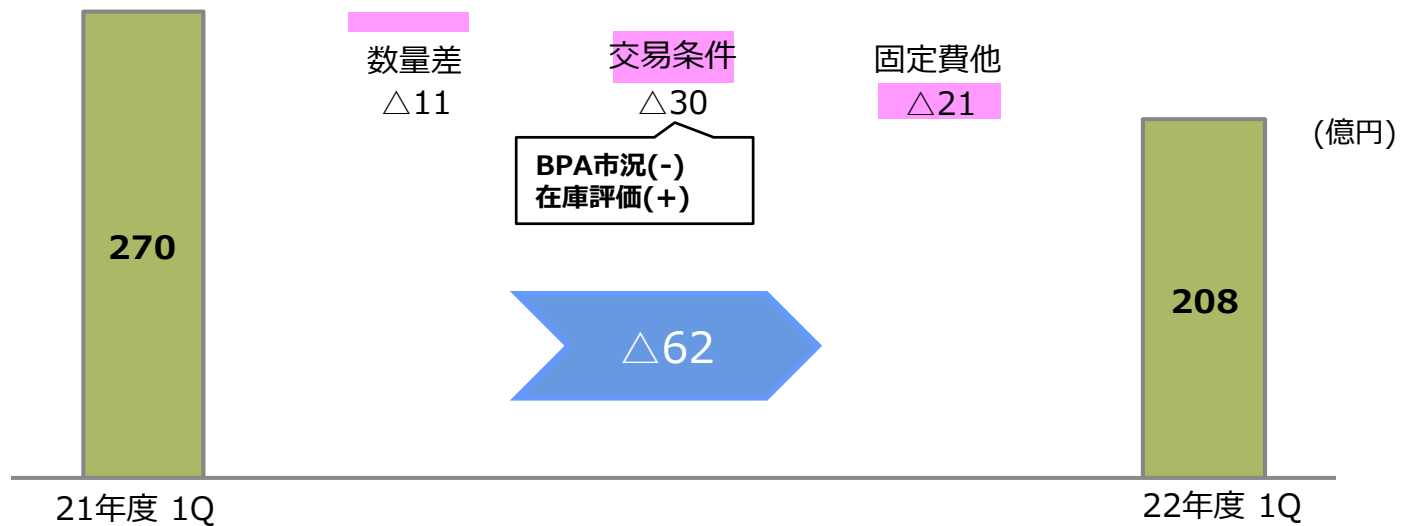 数量差
△11
交易条件
△30
固定費他
△21
(億円)
BPA市況(-)
在庫評価(+)
270
△62
208
21年度 1Q
22年度 1Q